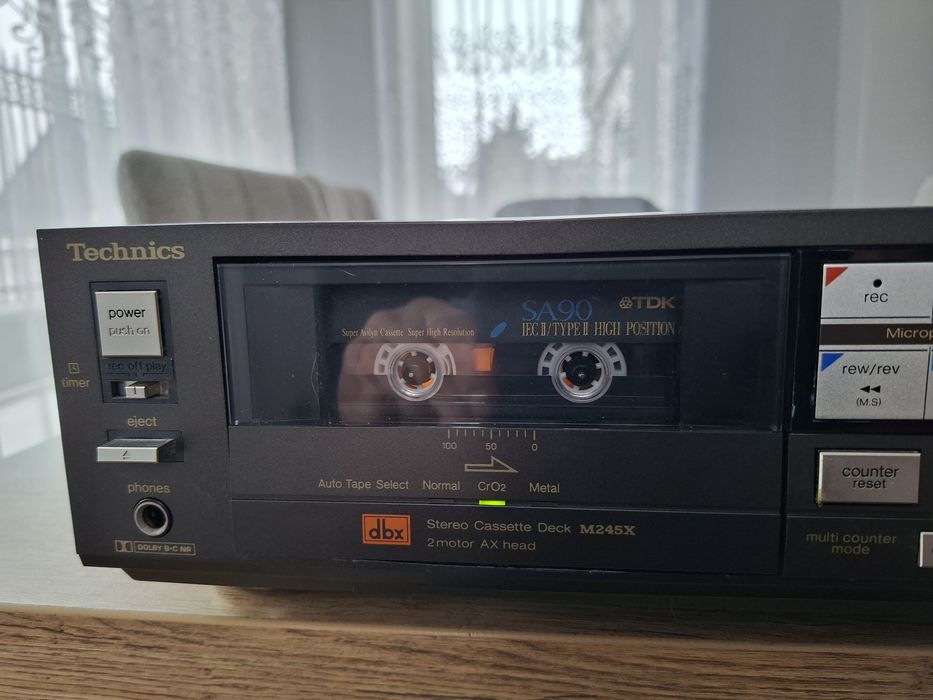 Technics
power
push on
rec off play
timer
eject
phones
DOLBY B-C NR
SA90
TDK
Super Avilyn Cassette Super High Resolution
IEC II/TYPE II HIGH POSITION
100 50 0
Auto Tape Select Normal CrO2 Metal
dbx
Stereo Cassette Deck M245X
2 motor AX head
rec
Microp
rew/rev
(M.S)
counter
reset
multi counter
mode